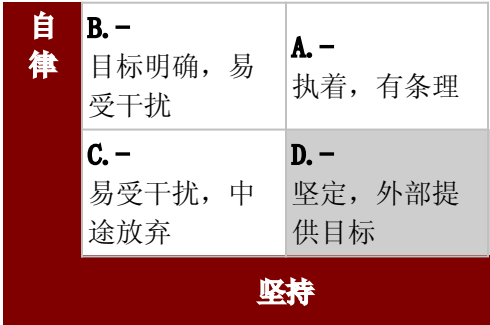 自
律
B.-
目标明确，易
受干扰
A.-
执着，有条理
C.-
易受干扰，中
途放弃
D.-
坚定，外部提
供目标
坚持